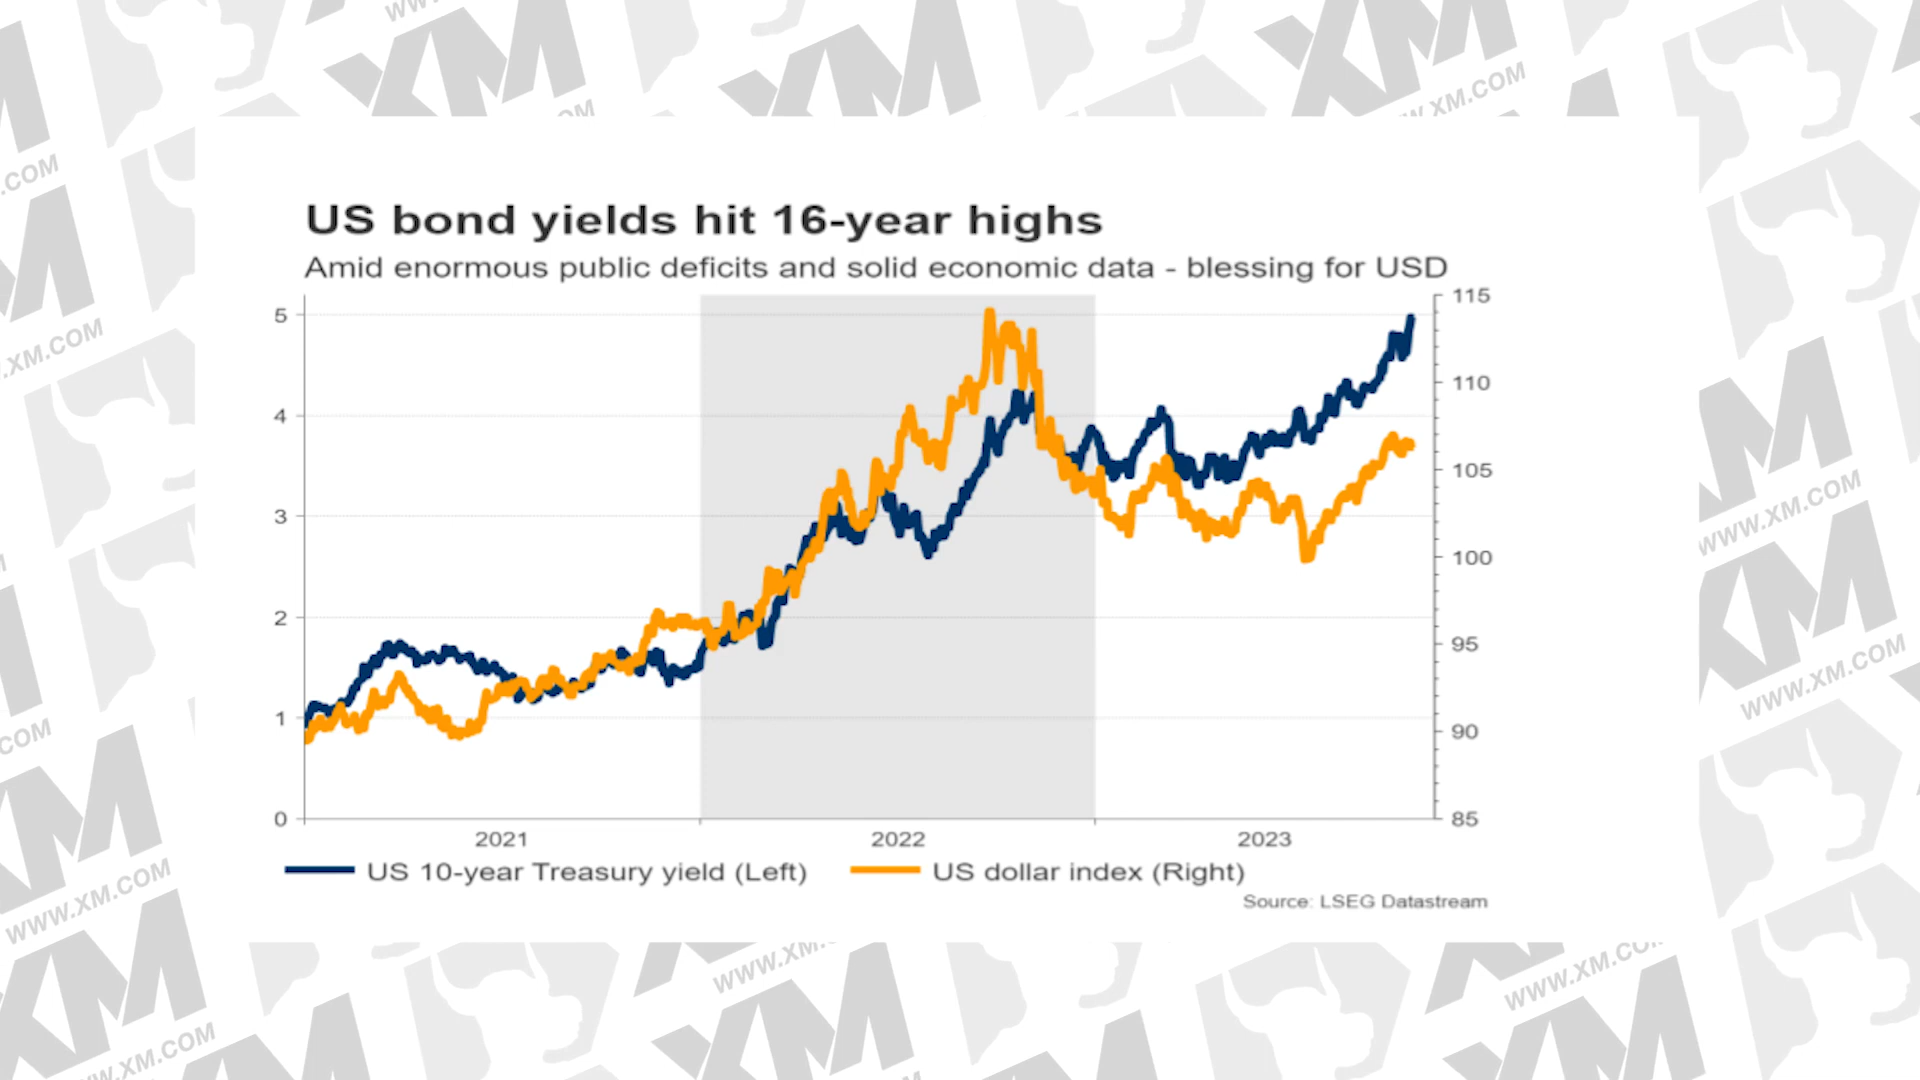 US bond yields hit 16-year highs
Amid enormous public deficits and solid economic data - blessing for USD
5
4
3
2
1
0
115
110
105
100
95
90
85
2021 2022 2023
US 10-year Treasury yield (Left) US dollar index (Right)
Source: LSEG Datastream
XM
WWW.XM.COM